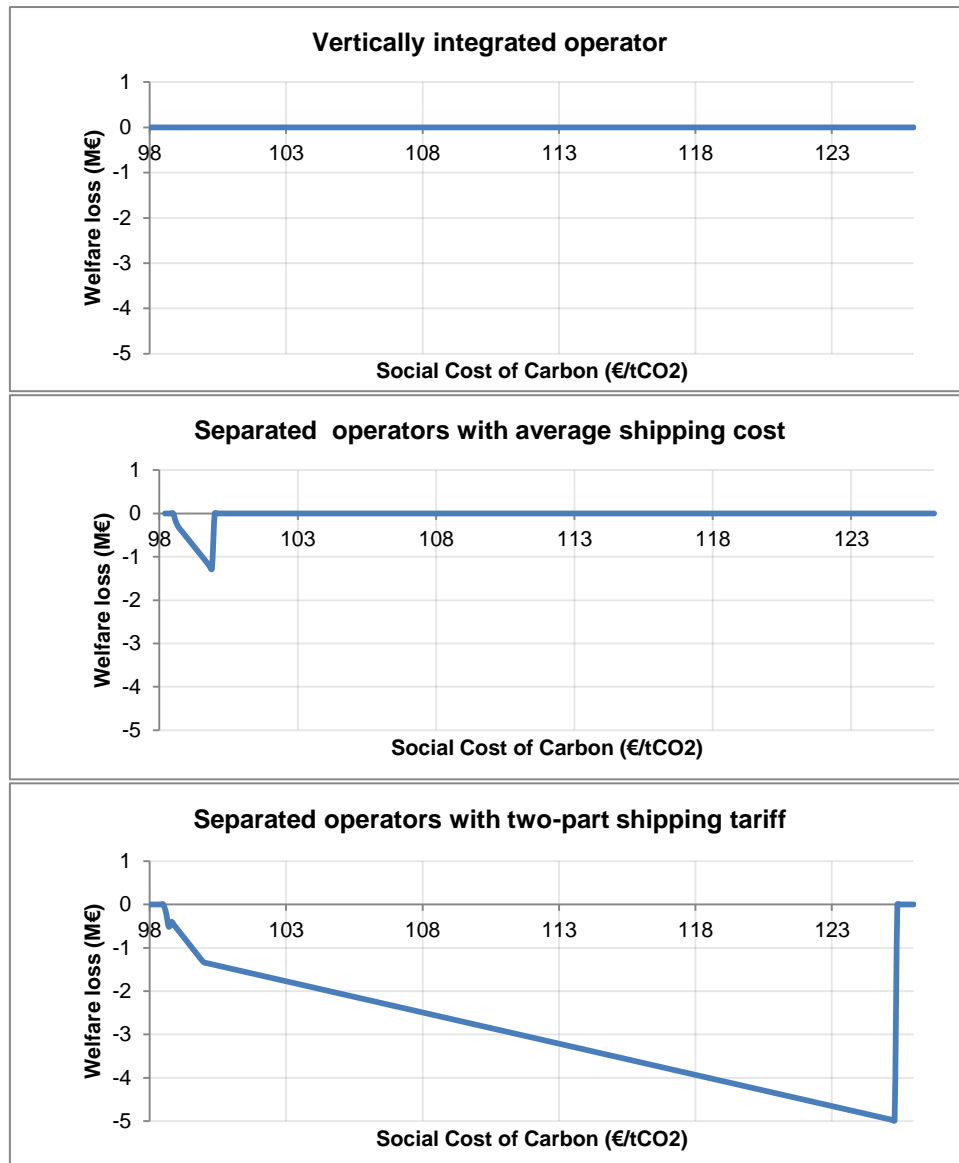 Vertically integrated operator
1
0
98 103 108 113 118 123
-1
-2
-3
-4
-5
Welfare loss (M€)
Social Cost of Carbon (€/tCO2)
Separated  operators with average shipping cost
1
0
98 103 108 113 118 123
-1
-2
-3
-4
-5
Welfare loss (M€)
Social Cost of Carbon (€/tCO2)
Separated operators with two-part shipping tariff
1
0
98 103 108 113 118 123
-1
-2
-3
-4
-5
Welfare loss (M€)
Social Cost of Carbon (€/tCO2)